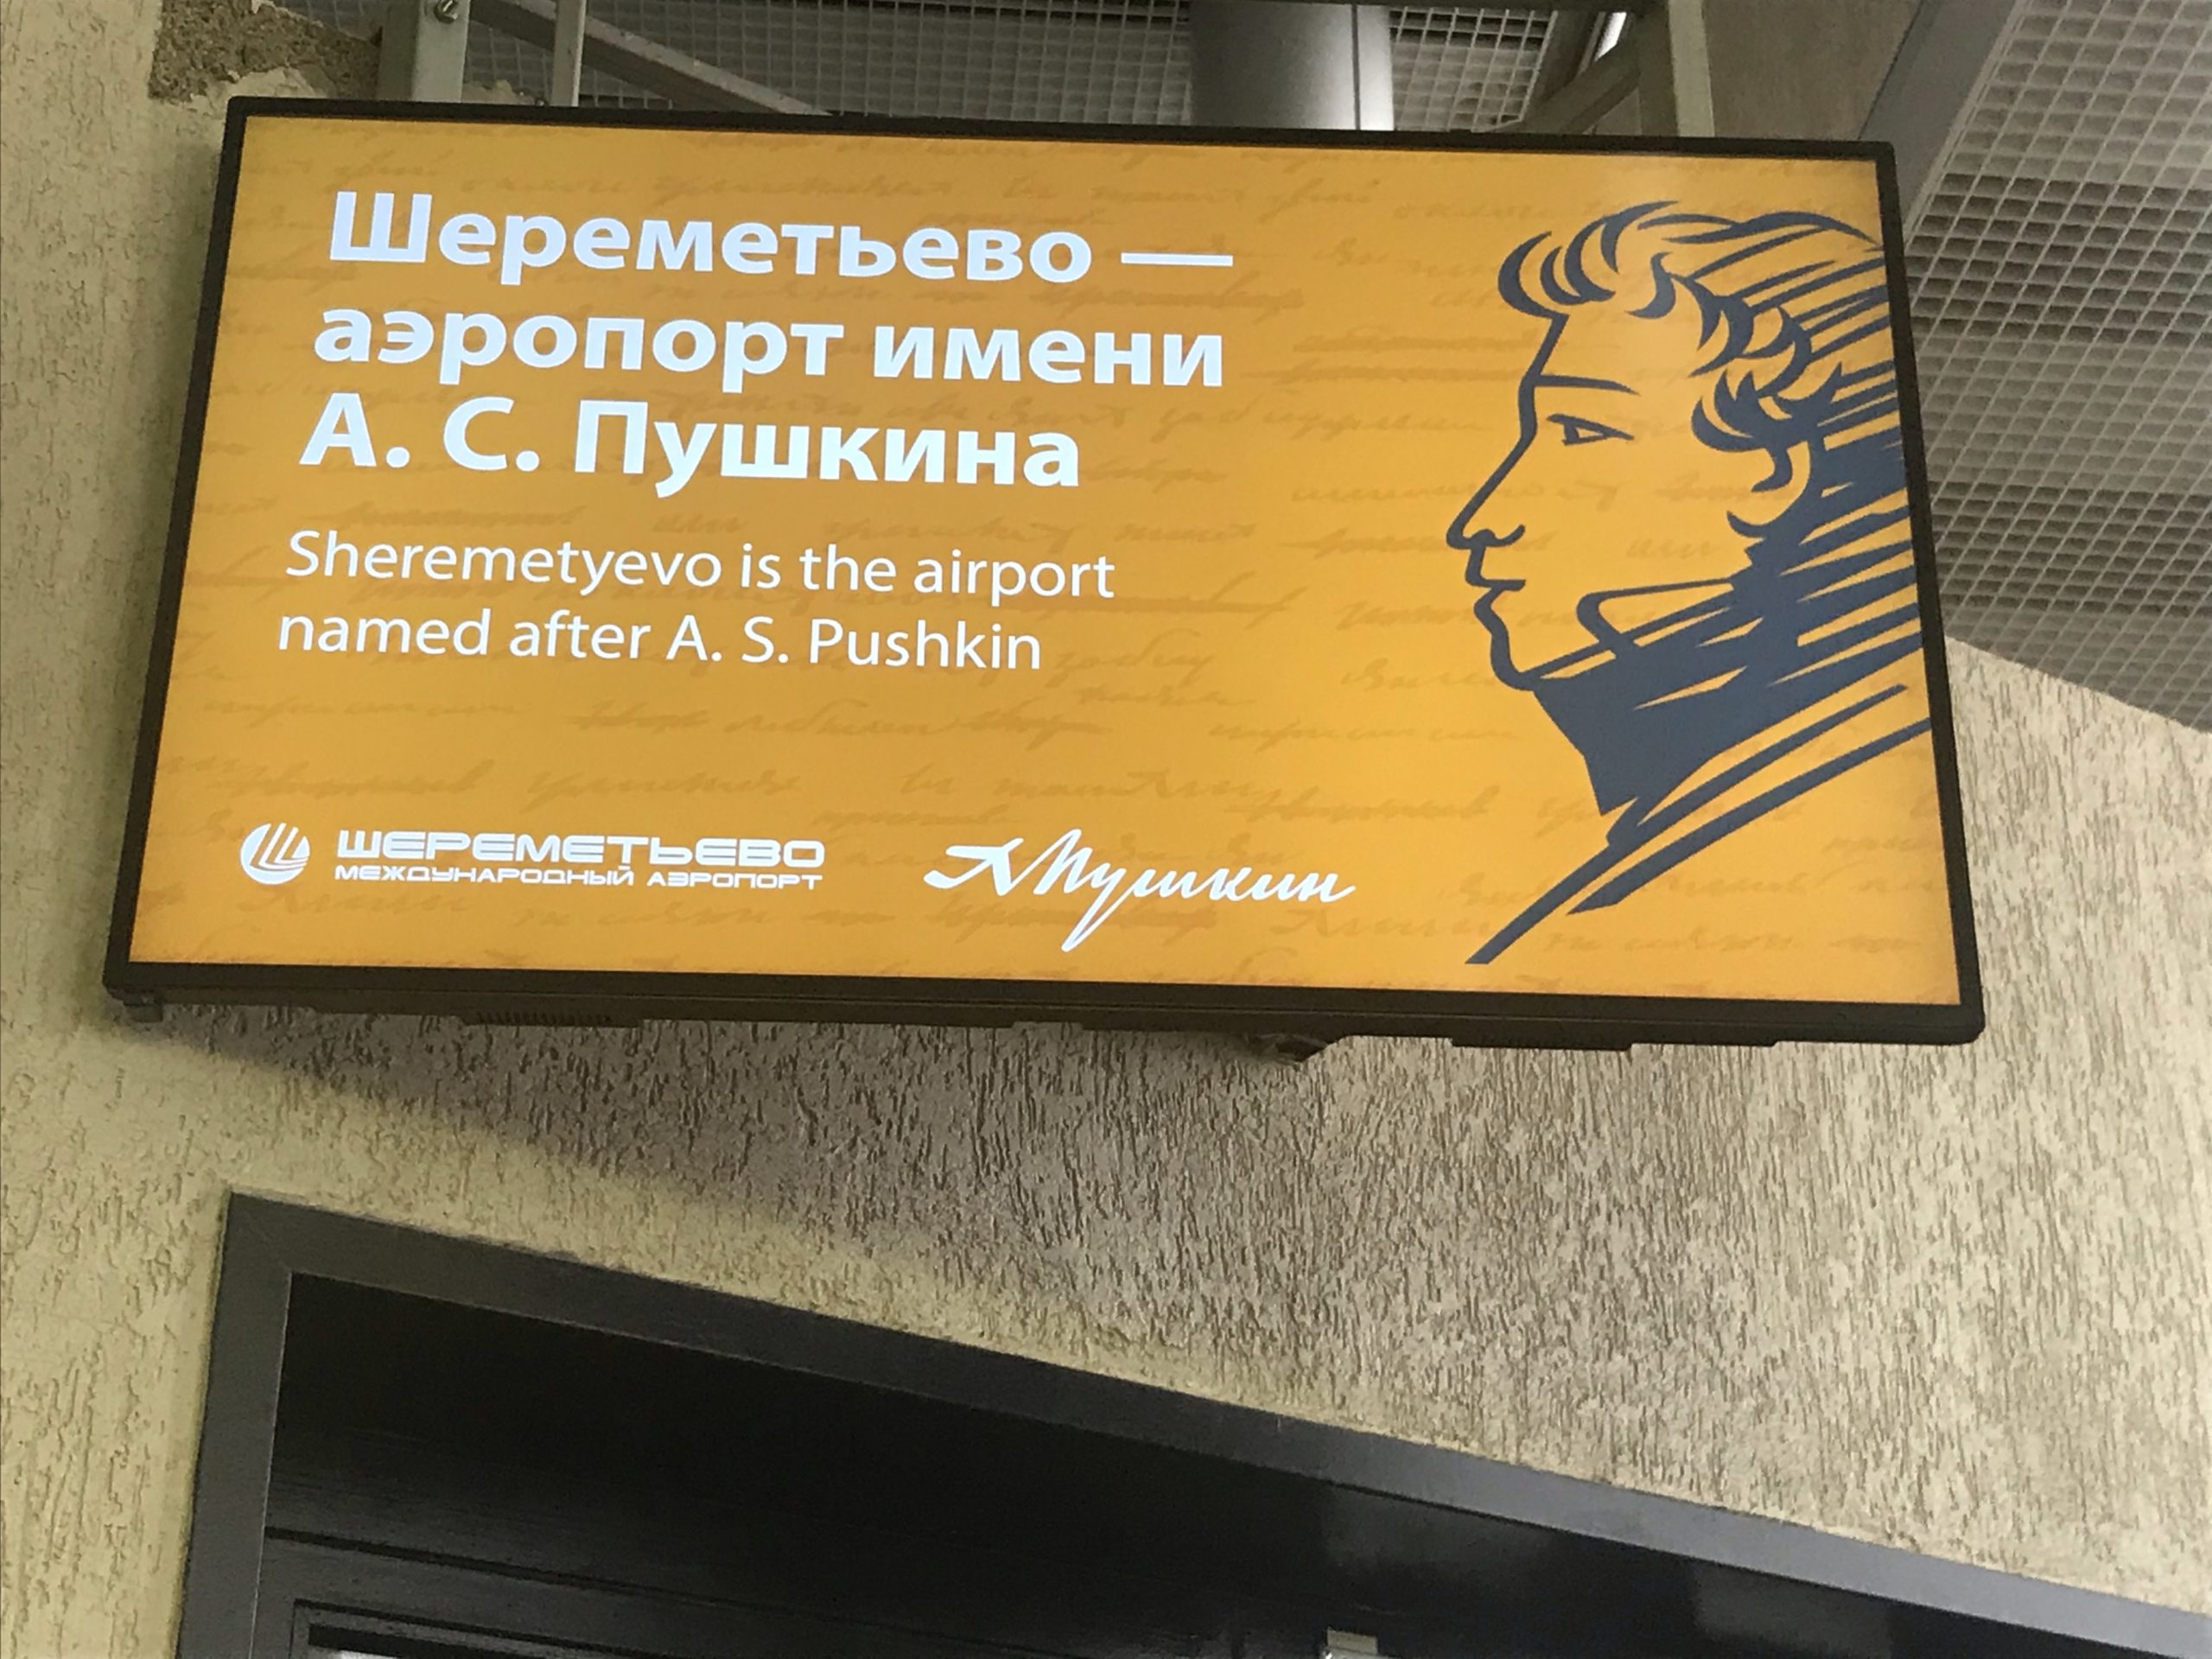 Шереметьево —
аэропорт имени
А. С. Пушкина
Sheremetyevo is the airport
named after A. S. Pushkin
ШЕРЕМЕТЬЕВО
МЕЖДУНАРОДНЫЙ АЭРОПОРТ
АПушкин